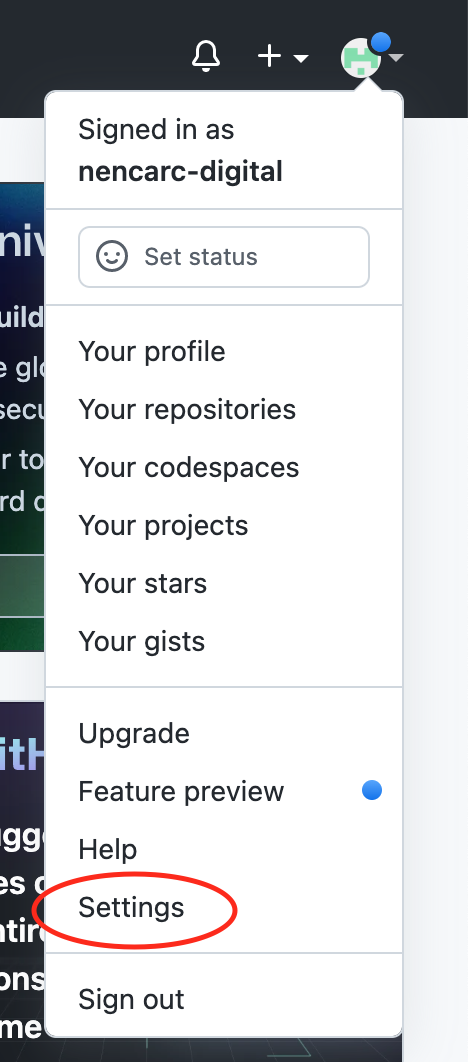 Signed in as
nencarc-digital
Set status
Your profile
Your repositories
Your codespaces
Your projects
Your stars
Your gists
Upgrade
Feature preview
Help
Settings
Sign out